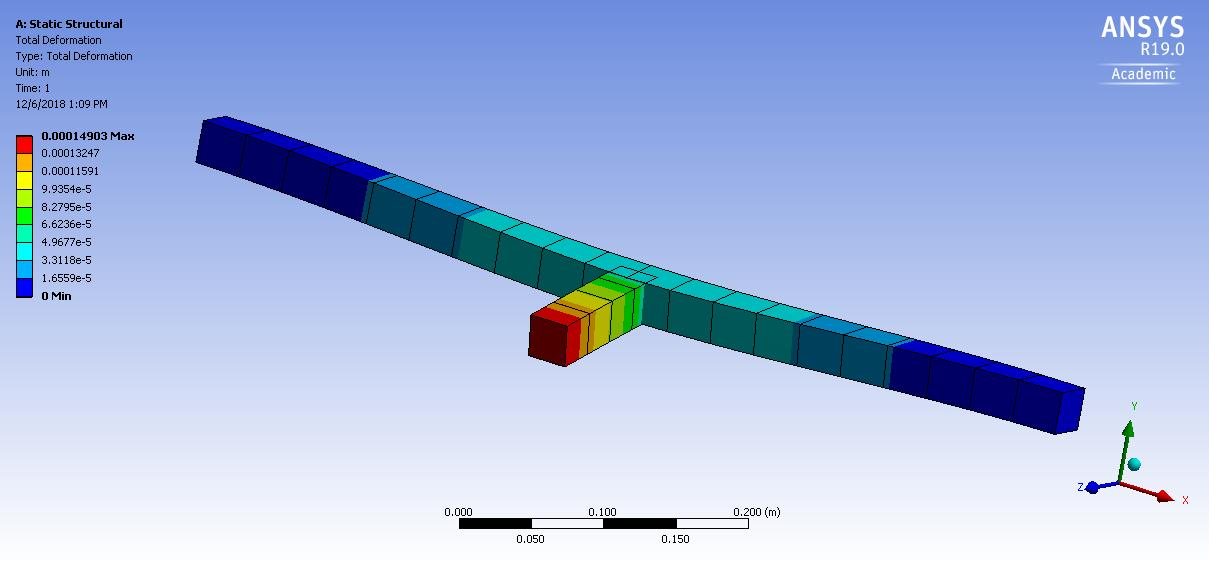 A: Static Structural
Total Deformation
Type: Total Deformation
Unit: m
Time: 1
12/6/2018 1:09 PM
0.00014903 Max
0.00013247
0.00011591
9.9354e-5
8.2795e-5
6.6236e-5
4.9677e-5
3.3118e-5
1.6559e-5
0 Min
ANSYS
R19.0
Academic
Y
Z
X
0.000 0.100 0.200 (m)
0.050 0.150